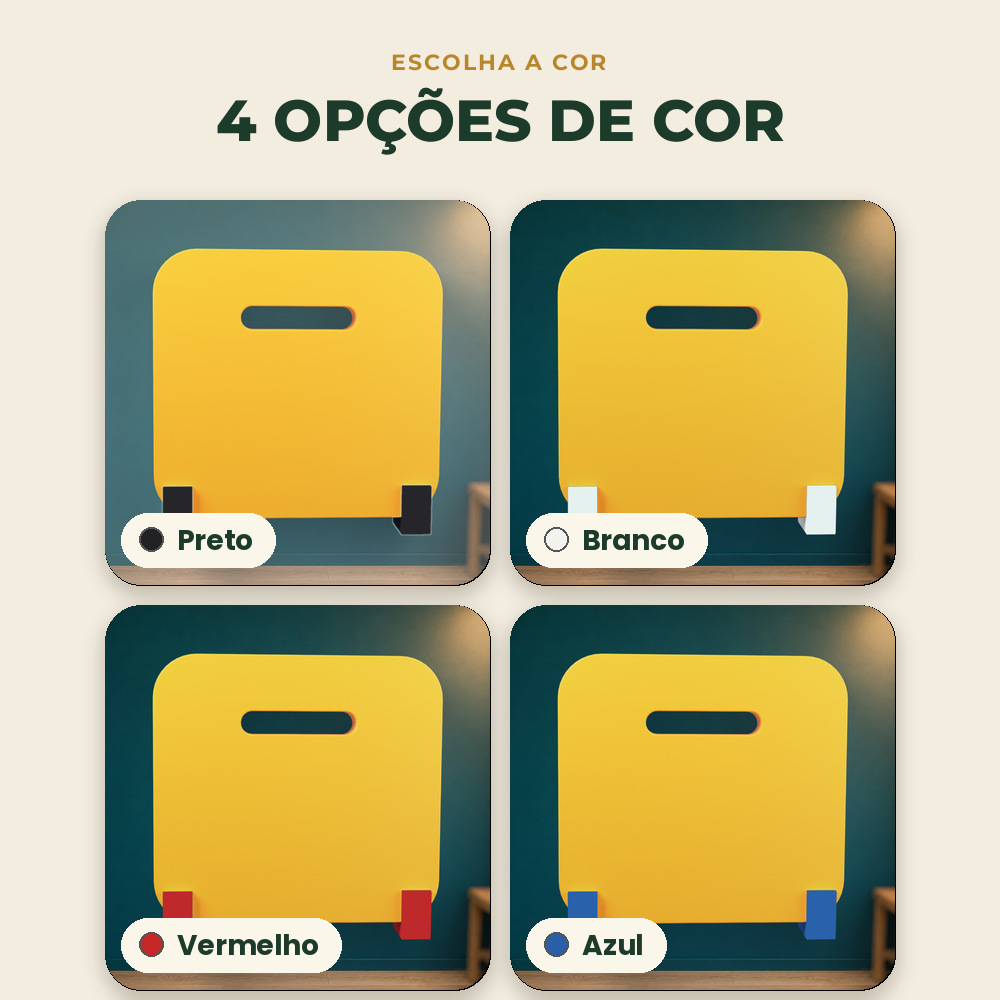 ESCOLHA A COR
4 OPÇÕES DE COR
Preto
Branco
Vermelho
Azul